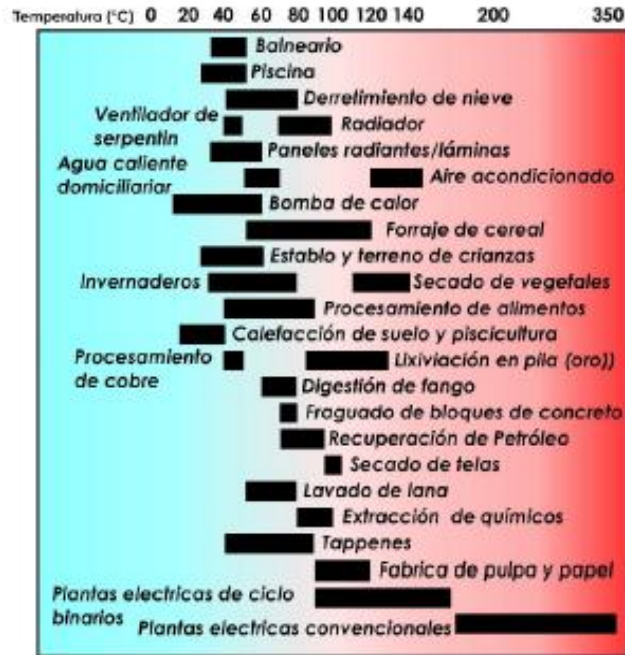 Temperatura (°C) 0 20 40 60 80 100 120 140 200 350
Balneario
Piscina
Derretimiento de nieve
Ventilador de
serpentin
Radiador
Paneles radiantes/láminas
Agua caliente
domiciliariar
Aire acondicionado
Bomba de calor
Forraje de cereal
Establo y terreno de crianzas
Invernaderos
Secado de vegefales
Procesamiento de alimentos
Calefacción de suelo y piscicultura
Procesamiento
de cobre
Lixiviación en pila (oro))
Digestión de fango
Fraguado de bloques de concreto
Recuperación de Petróleo
Secado de telas
Lavado de lana
Extracción de químicos
Tappenes
Fabrica de pulpa y papel
Plantas electricas de ciclo
binarios
Plantas electricas convencionales